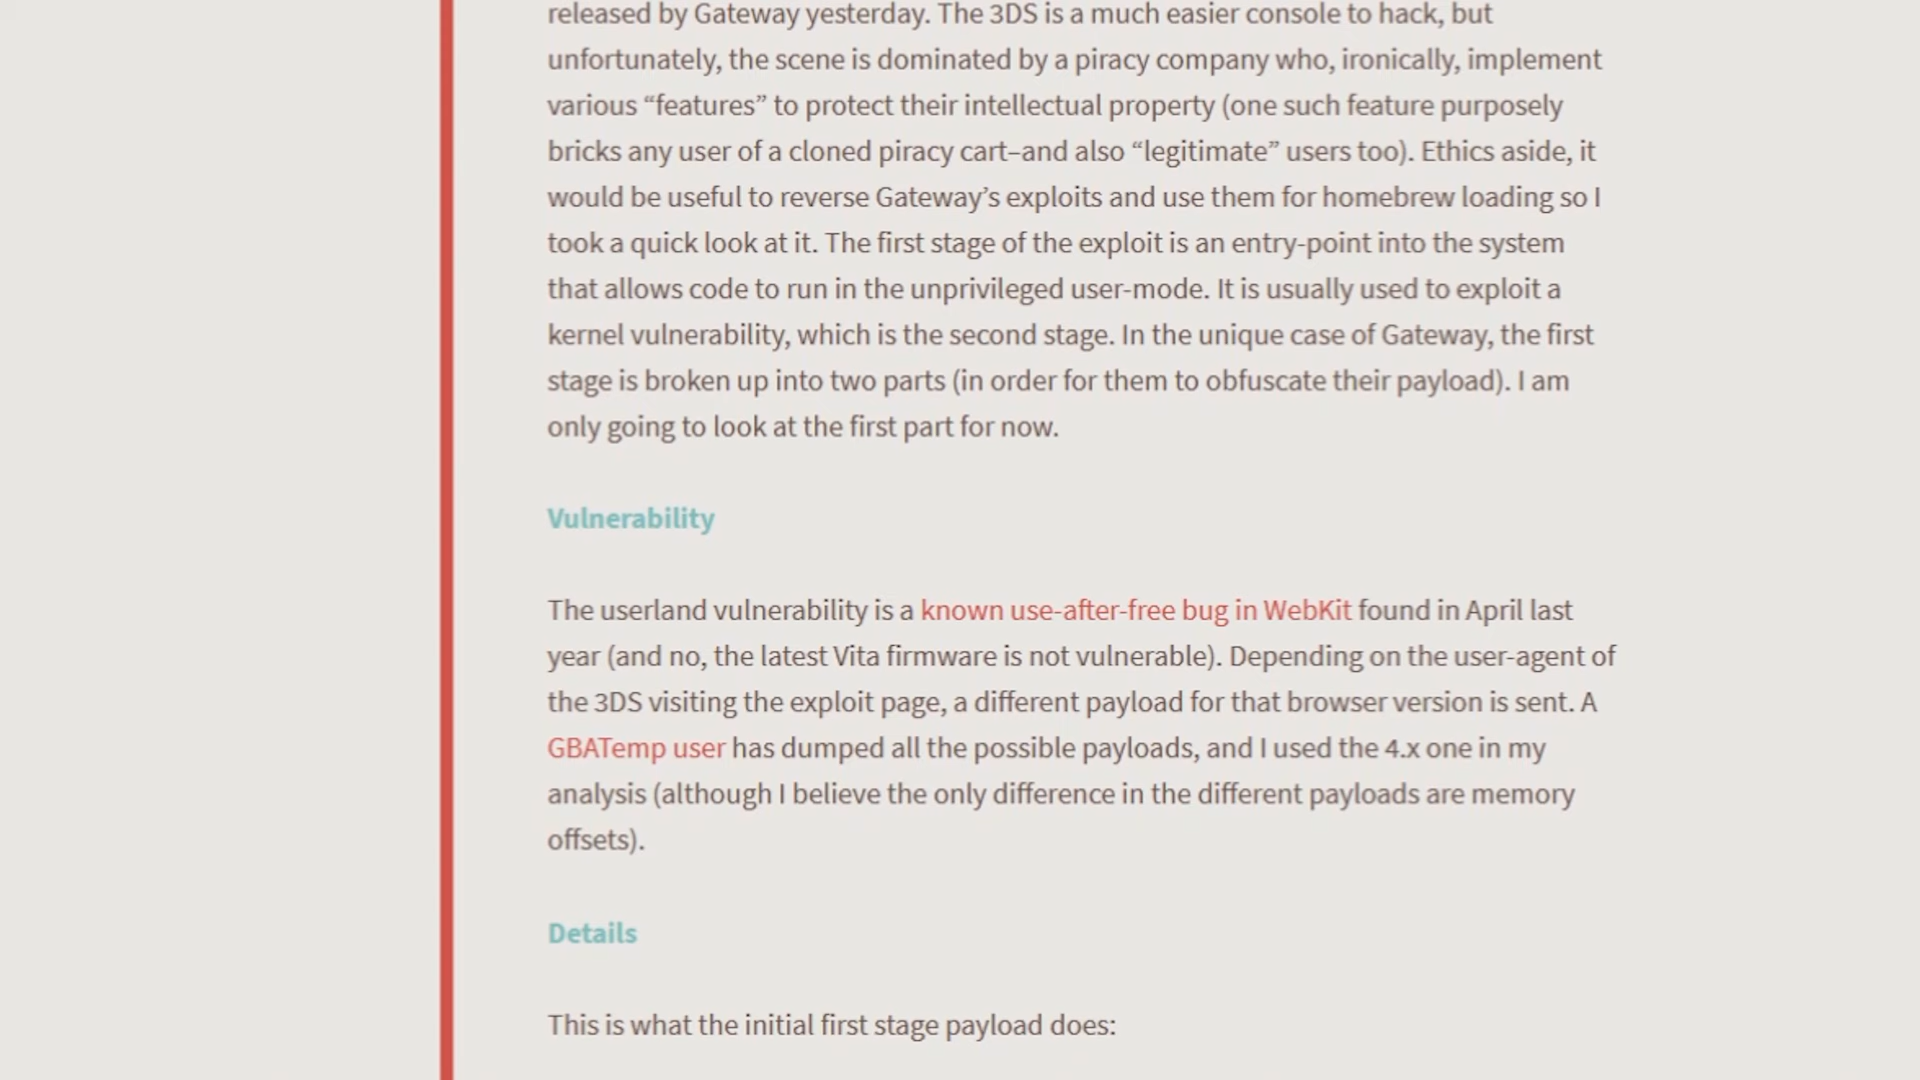 released by Gateway yesterday. The 3DS is a much easier console to hack, but
unfortunately, the scene is dominated by a piracy company who, ironically, implement
various “features” to protect their intellectual property (one such feature purposely
bricks any user of a cloned piracy cart–and also “legitimate” users too). Ethics aside, it
would be useful to reverse Gateway’s exploits and use them for homebrew loading so I
took a quick look at it. The first stage of the exploit is an entry-point into the system
that allows code to run in the unprivileged user-mode. It is usually used to exploit a
kernel vulnerability, which is the second stage. In the unique case of Gateway, the first
stage is broken up into two parts (in order for them to obfuscate their payload). I am
only going to look at the first part for now.
Vulnerability
The userland vulnerability is a known use-after-free bug in WebKit found in April last
year (and no, the latest Vita firmware is not vulnerable). Depending on the user-agent of
the 3DS visiting the exploit page, a different payload for that browser version is sent. A
GBATemp user has dumped all the possible payloads, and I used the 4.x one in my
analysis (although I believe the only difference in the different payloads are memory
offsets).
Details
This is what the initial first stage payload does: